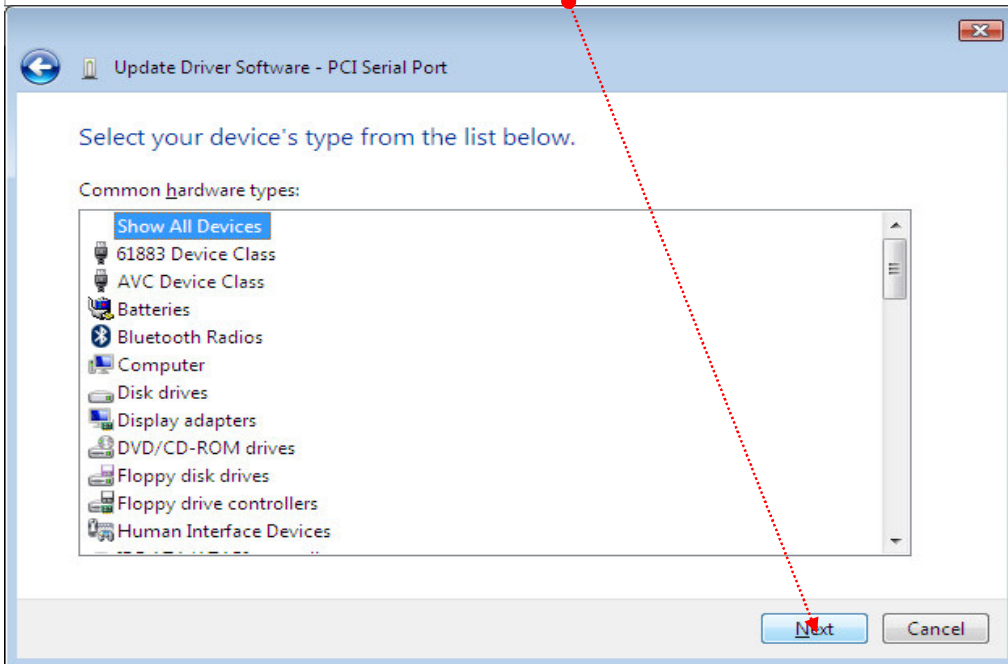 Update Driver Software - PCI Serial Port
Select your device's type from the list below.
Common hardware types:
Show All Devices
61883 Device Class
AVC Device Class
Batteries
Bluetooth Radios
Computer
Disk drives
Display adapters
DVD/CD-ROM drives
Floppy disk drives
Floppy drive controllers
Human Interface Devices
Next Cancel